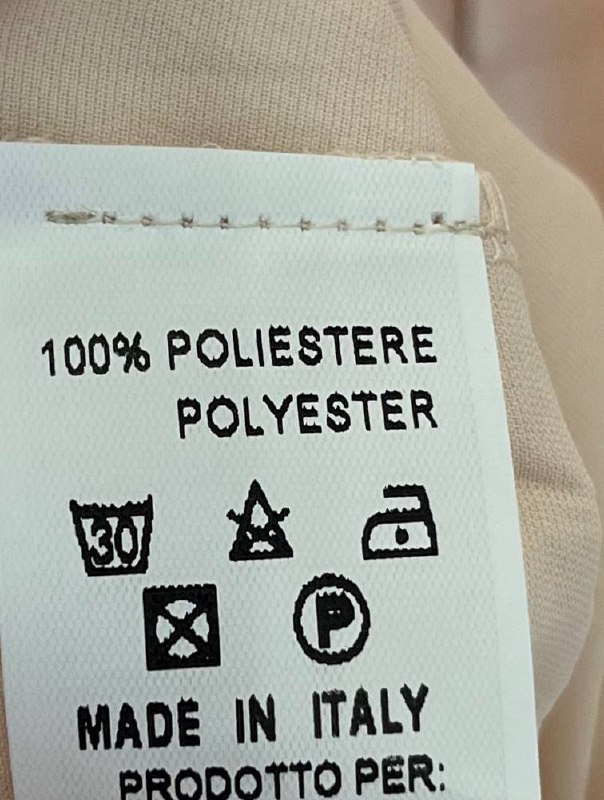 100% POLIESTERE
POLYESTER
30
P
MADE IN ITALY
PRODOTTO PER: